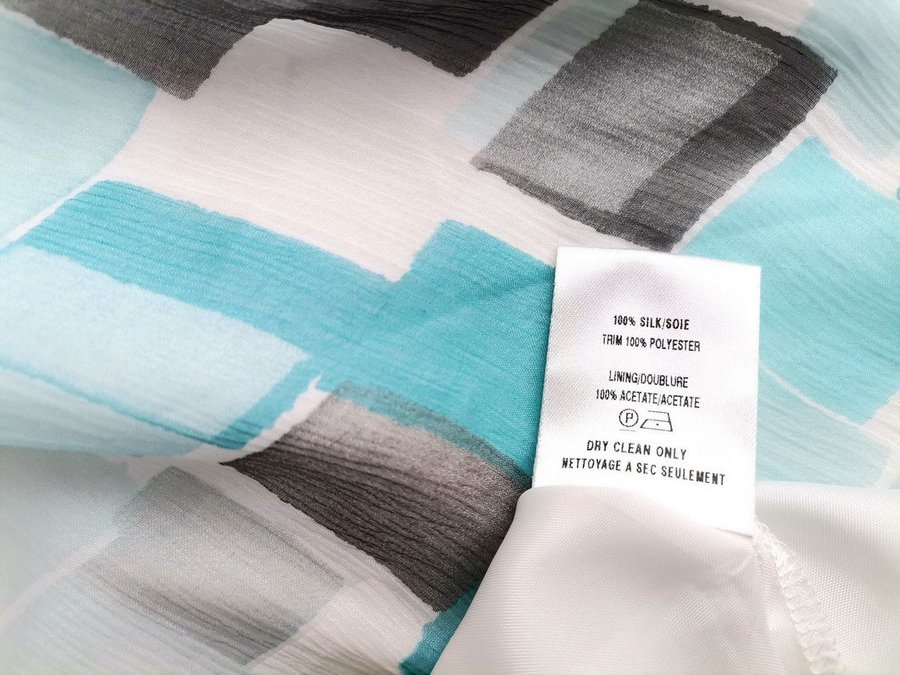 100% SILK/SOIE
TRIM 100% POLYESTER
LINING/DOUBLURE
100% ACETATE/ACETATE
P
DRY CLEAN ONLY
NETTOYAGE A SEC SEULEMENT